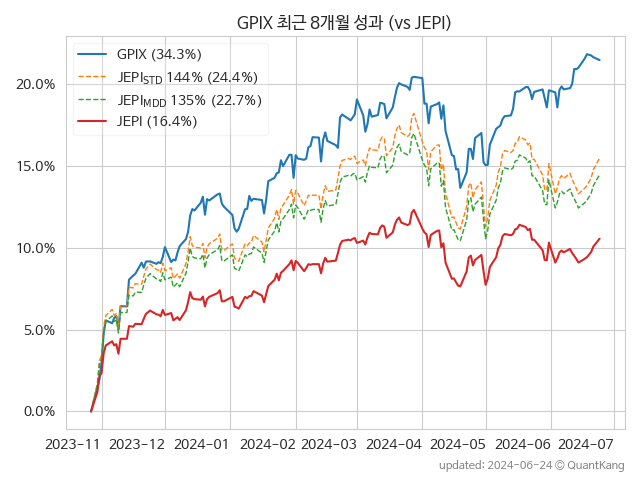 GPIX 최근 8개월 성과 (vs JEPI)
GPIX (34.3%)
JEPI_STD 144% (24.4%)
JEPI_MDD 135% (22.7%)
JEPI (16.4%)
20.0%
15.0%
10.0%
5.0%
0.0%
2023-11 2023-12 2024-01 2024-02 2024-03 2024-04 2024-05 2024-06 2024-07
updated: 2024-06-24 © QuantKang